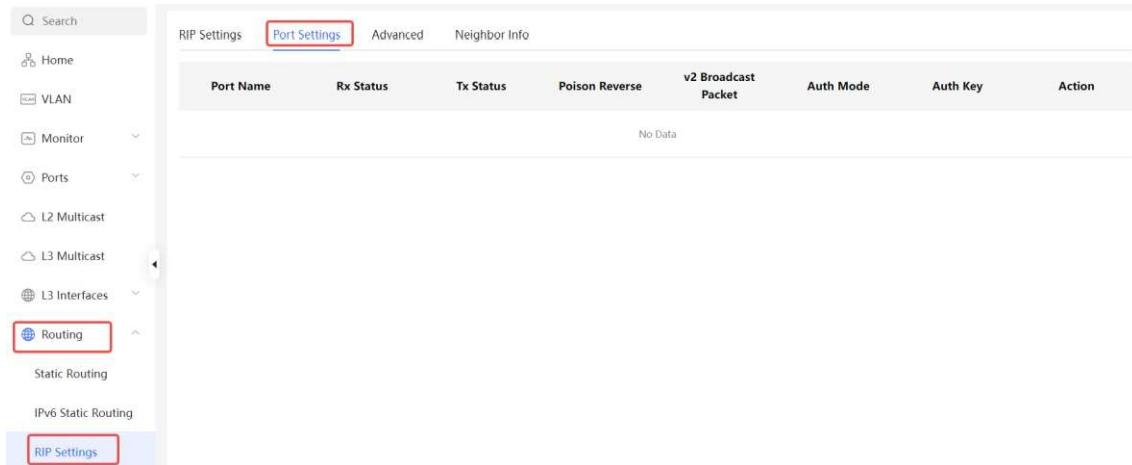 Search
Home
VLAN
Monitor
Ports
L2 Multicast
L3 Multicast
L3 Interfaces
Routing
Static Routing
IPv6 Static Routing
RIP Settings
RIP Settings Port Settings Advanced Neighbor Info
Port Name Rx Status Tx Status Poison Reverse v2 Broadcast Packet Auth Mode Auth Key Action
No Data